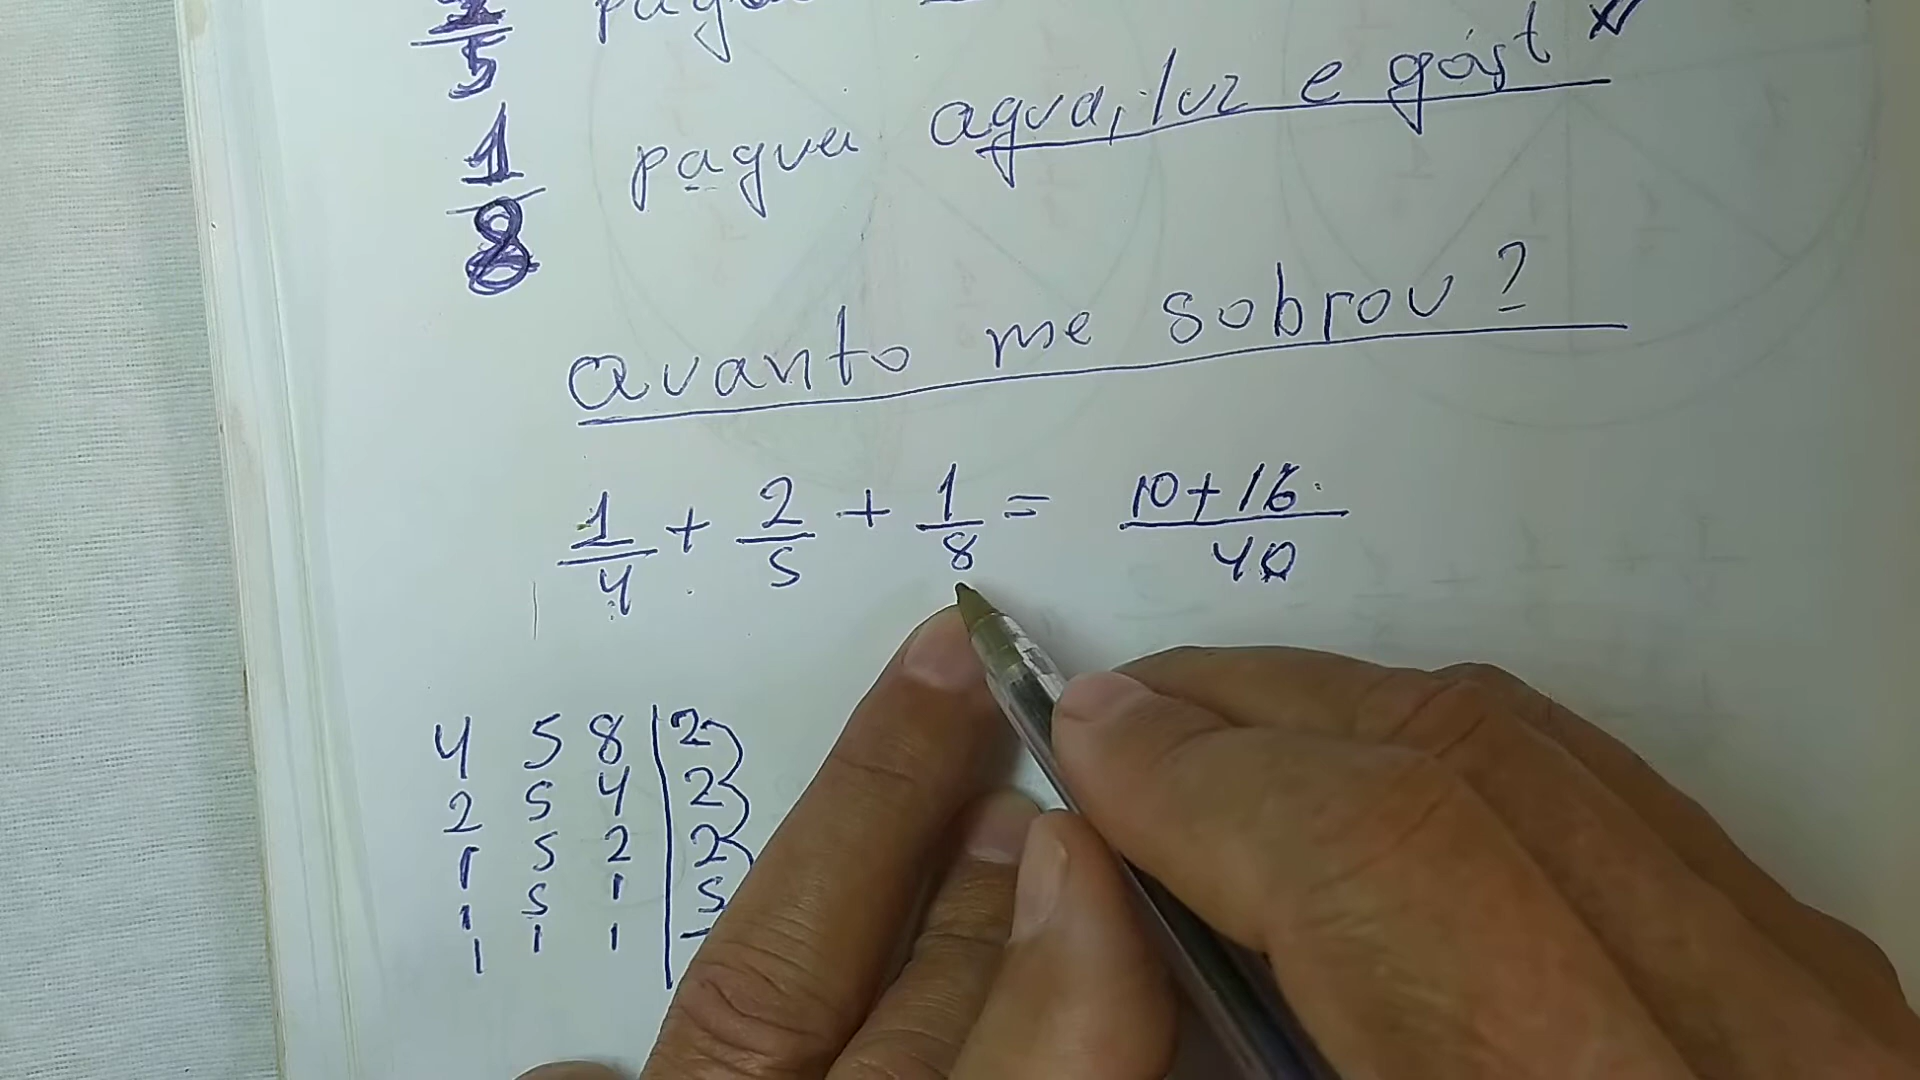 2/5
1/8 paguei agua, luz e gás
Quanto me sobrou?
1/4 + 2/5 + 1/8 = 10+16/40
4 5 8 | 2
2 5 4 | 2
1 5 2 | 2
1 5 1 | 5
1 1 1